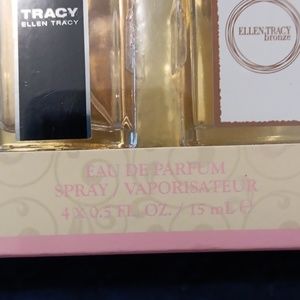 TRACY
ELLEN TRACY
ELLEN TRACY
bronze
EAU DE PARFUM
SPRAY / VAPORISATEUR
4 X 0.5 FL. OZ. / 15 mL ℮